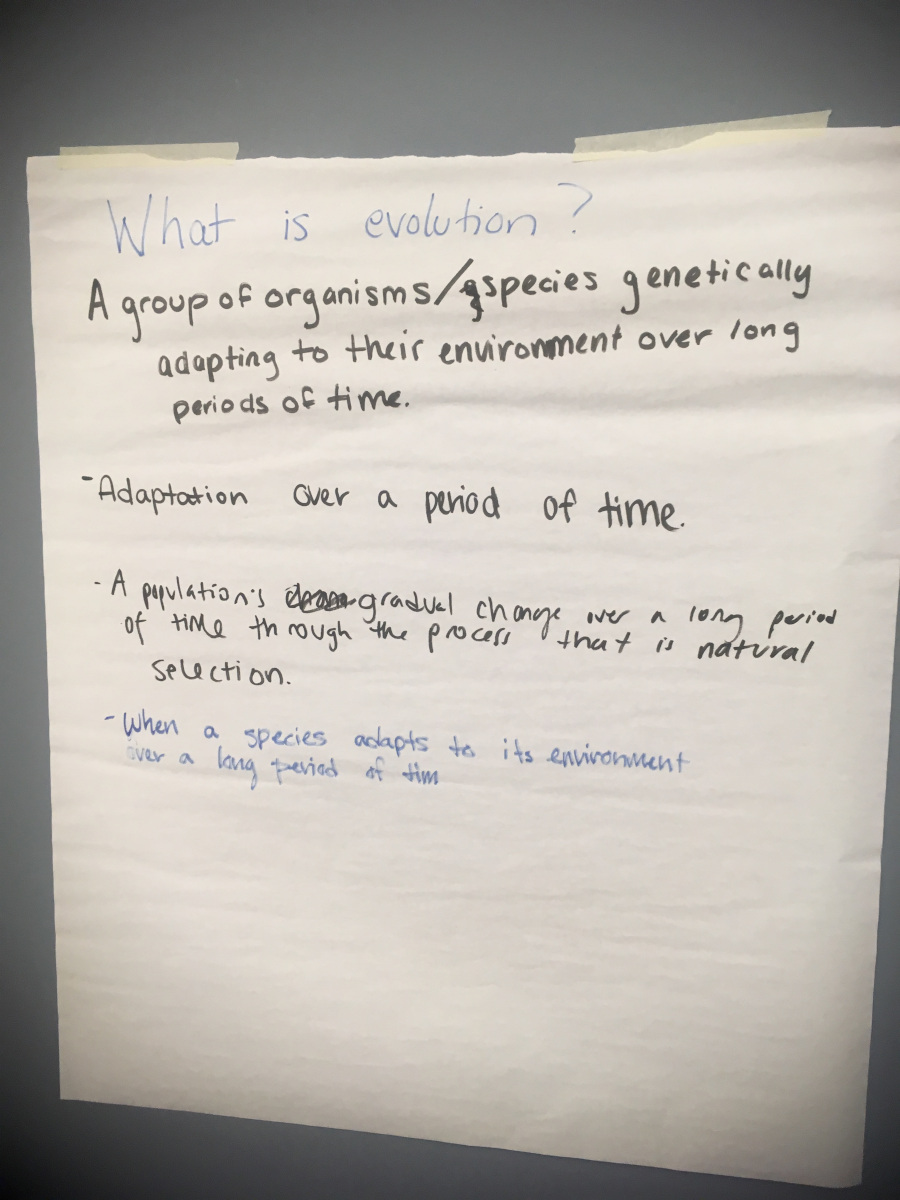 What is evolution?
A group of organisms/species genetically
adapting to their environment over long
periods of time.
-Adaptation over a period of time.
- A population's gradual change over a long period
of time through the process that is natural
selection.
-When a species adapts to its environment
over a long period of tim